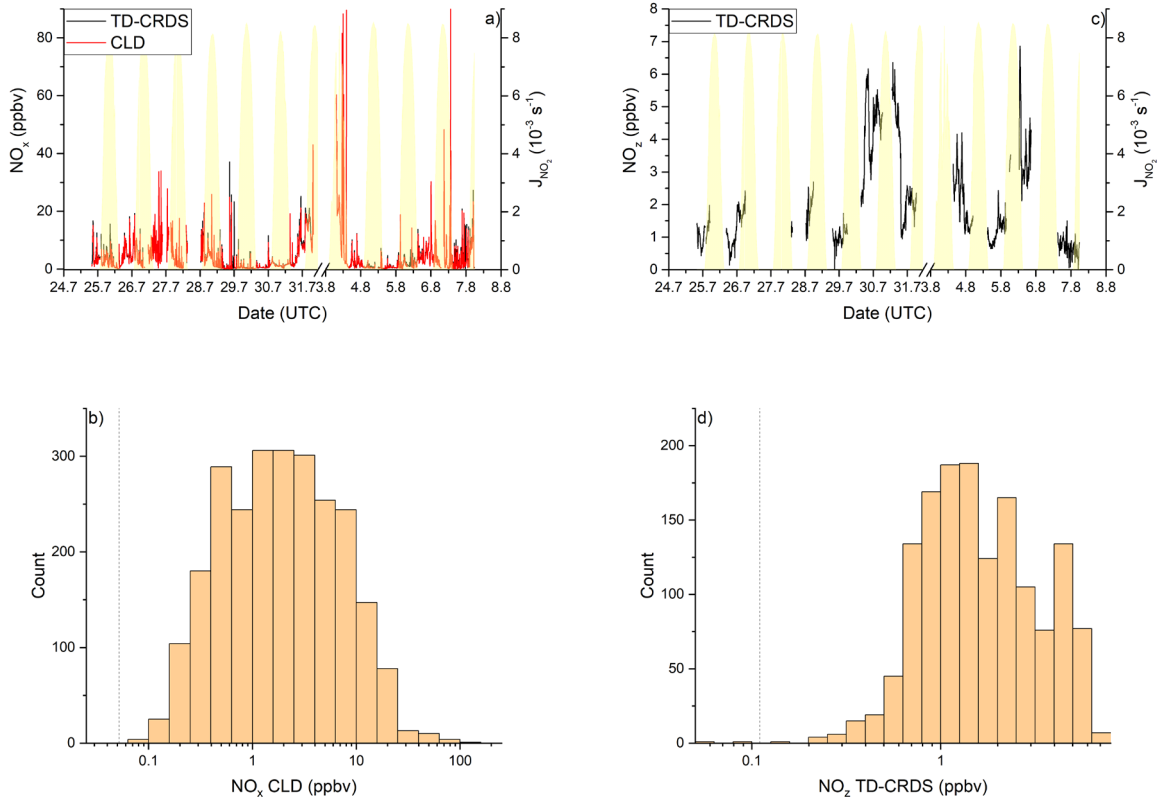 TD-CRDS
CLD
a)
80
60
40
20
0
NOx (ppbv)
8
6
4
2
0
JNO2 (10-3 s-1)
24.7 25.7 26.7 27.7 28.7 29.7 30.7 31.7 3.8 4.8 5.8 6.8 7.8 8.8
Date (UTC)
TD-CRDS
c)
8
7
6
5
4
3
2
1
0
NOz (ppbv)
8
6
4
2
0
JNO2 (10-3 s-1)
24.7 25.7 26.7 27.7 28.7 29.7 30.7 31.7 3.8 4.8 5.8 6.8 7.8 8.8
Date (UTC)
b)
300
200
100
0
Count
0.1 1 10 100
NOx CLD (ppbv)
d)
200
150
100
50
0
Count
0.1 1
NOz TD-CRDS (ppbv)